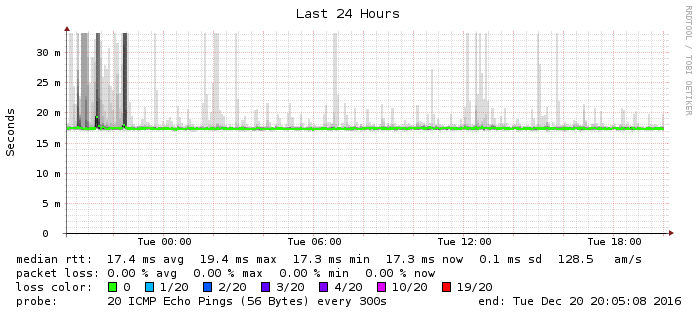 Last 24 Hours
RRDTOOL / TOBI OETIKER
Seconds
30 m
25 m
20 m
15 m
10 m
5 m
0
Tue 00:00 Tue 06:00 Tue 12:00 Tue 18:00
median rtt: 17.4 ms avg 19.4 ms max 17.3 ms min 17.3 ms now 0.1 ms sd 128.5 am/s
packet loss: 0.00 % avg 0.00 % max 0.00 % min 0.00 % now
loss color: 0 1/20 2/20 3/20 4/20 10/20 19/20
probe: 20 ICMP Echo Pings (56 Bytes) every 300s end: Tue Dec 20 20:05:08 2016